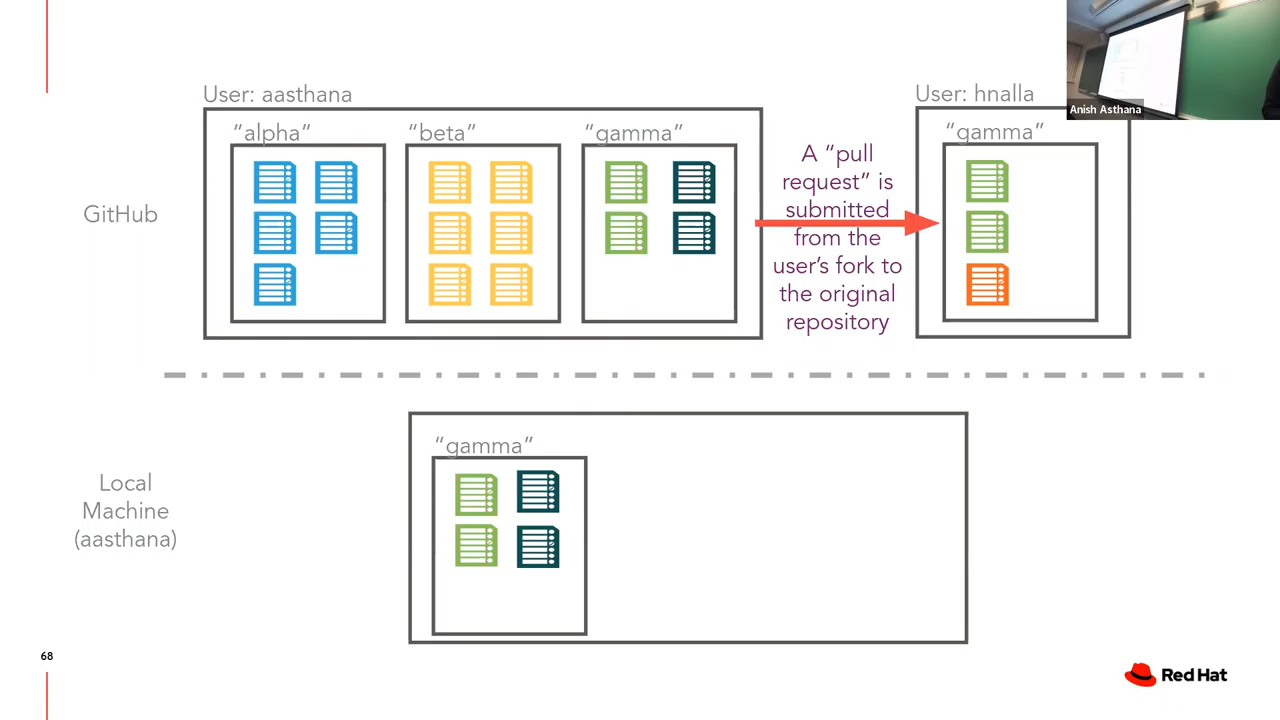 User: aasthana
User: hnalla
Anish Asthana
“alpha”
“beta”
“gamma”
“gamma”
GitHub
A “pull
request” is
submitted
from the
user’s fork to
the original
repository
“gamma”
Local
Machine
(aasthana)
68
Red Hat